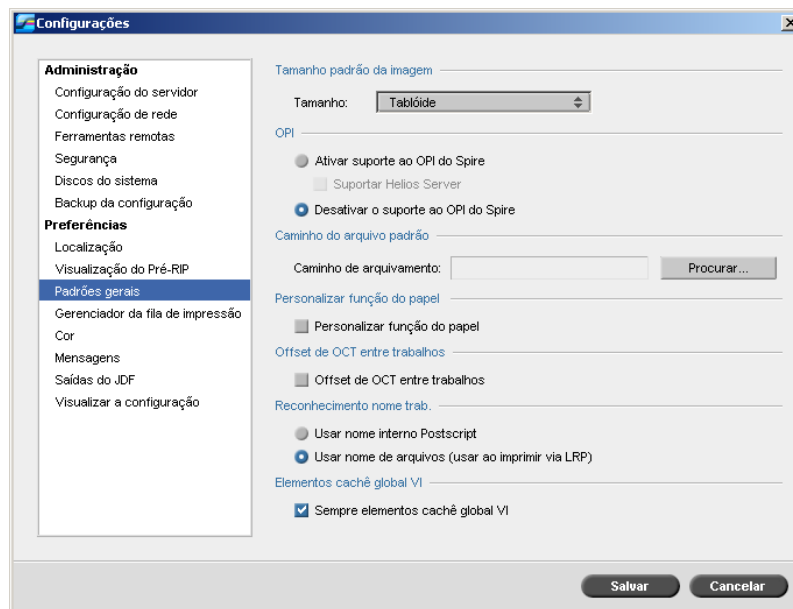 Configurações
Administração
Configuração do servidor
Configuração de rede
Ferramentas remotas
Segurança
Discos do sistema
Backup da configuração
Preferências
Localização
Visualização do Pré-RIP
Padrões gerais
Gerenciador da fila de impressão
Cor
Mensagens
Saídas do JDF
Visualizar a configuração
Tamanho padrão da imagem
Tamanho: Tablóide
OPI
Ativar suporte ao OPI do Spire
Suportar Helios Server
Desativar o suporte ao OPI do Spire
Caminho do arquivo padrão
Caminho de arquivamento: Procurar...
Personalizar função do papel
Personalizar função do papel
Offset de OCT entre trabalhos
Offset de OCT entre trabalhos
Reconhecimento nome trab.
Usar nome interno Postscript
Usar nome de arquivos (usar ao imprimir via LRP)
Elementos cachê global VI
Sempre elementos cachê global VI
Salvar Cancelar